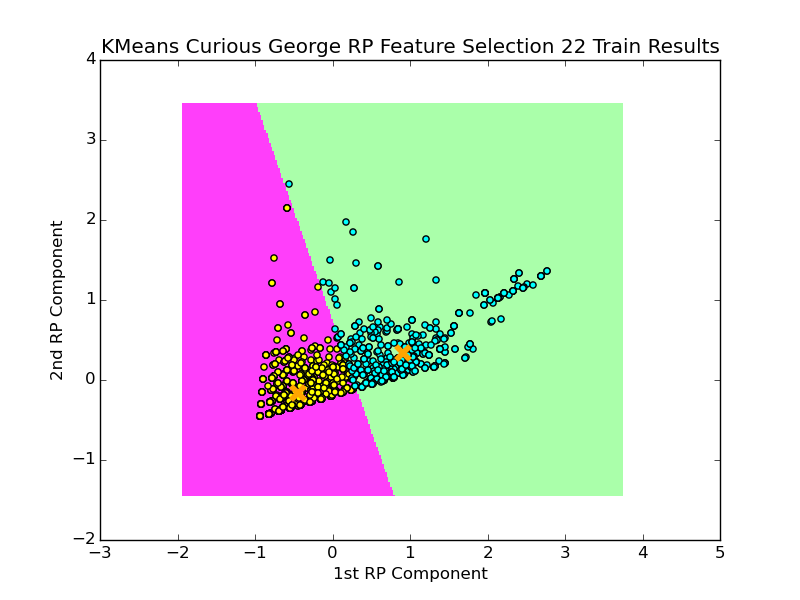 KMeans Curious George RP Feature Selection 22 Train Results
4
3
2
1
0
−1
−2
2nd RP Component
−3 −2 −1 0 1 2 3 4 5
1st RP Component